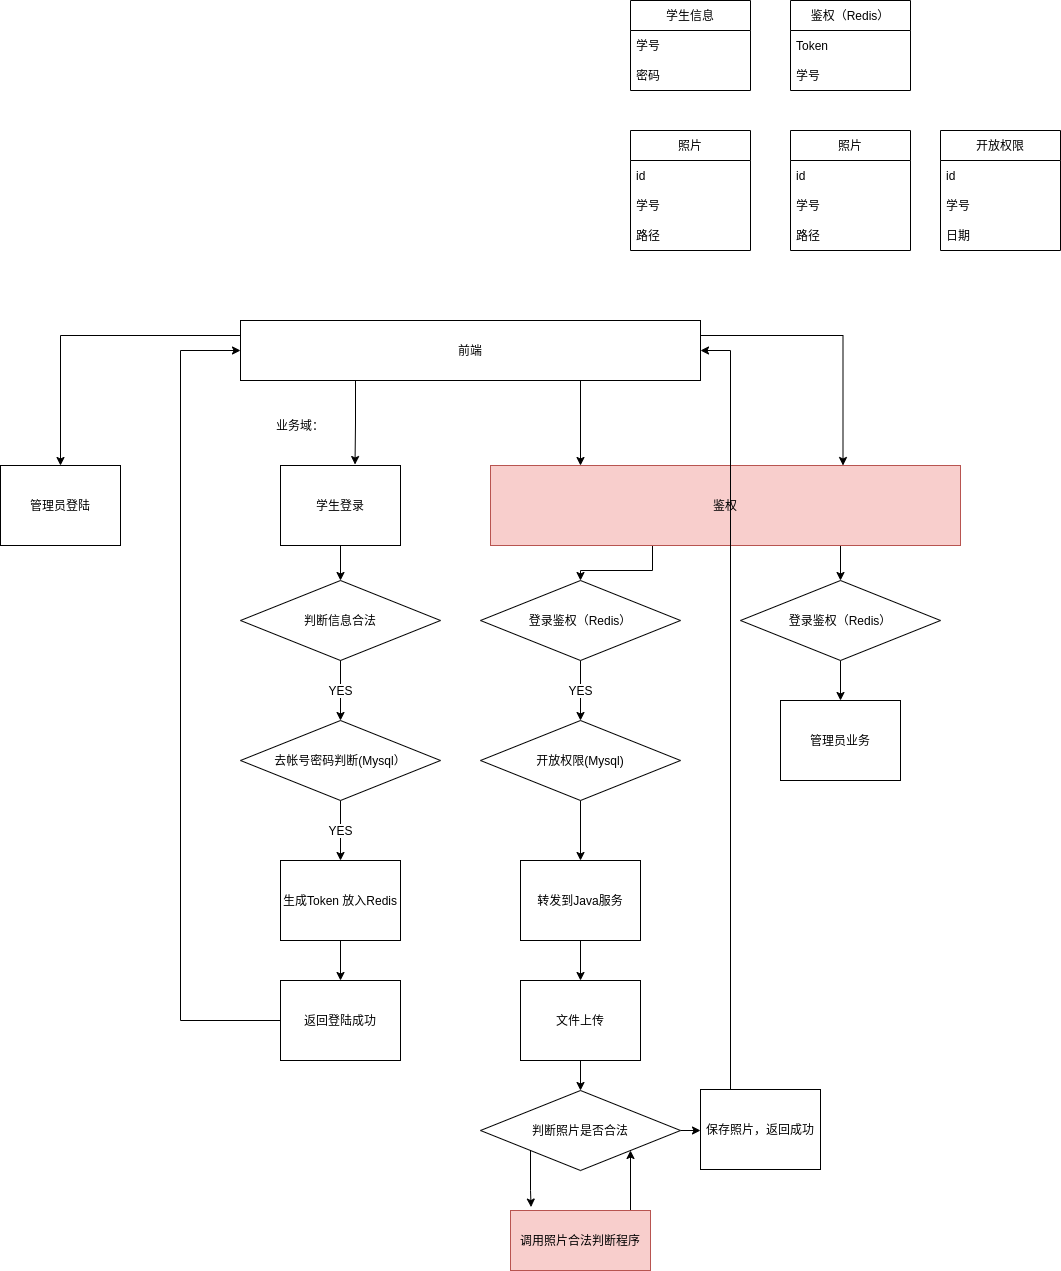 学生信息
学号
密码
鉴权（Redis）
Token
学号
照片
id
学号
路径
照片
id
学号
路径
开放权限
id
学号
日期
前端
业务域：
管理员登陆
学生登录
鉴权
判断信息合法
登录鉴权（Redis）
登录鉴权（Redis）
YES
YES
去帐号密码判断(Mysql）
开放权限(Mysql)
管理员业务
YES
生成Token 放入Redis
转发到Java服务
返回登陆成功
文件上传
判断照片是否合法
保存照片，返回成功
调用照片合法判断程序